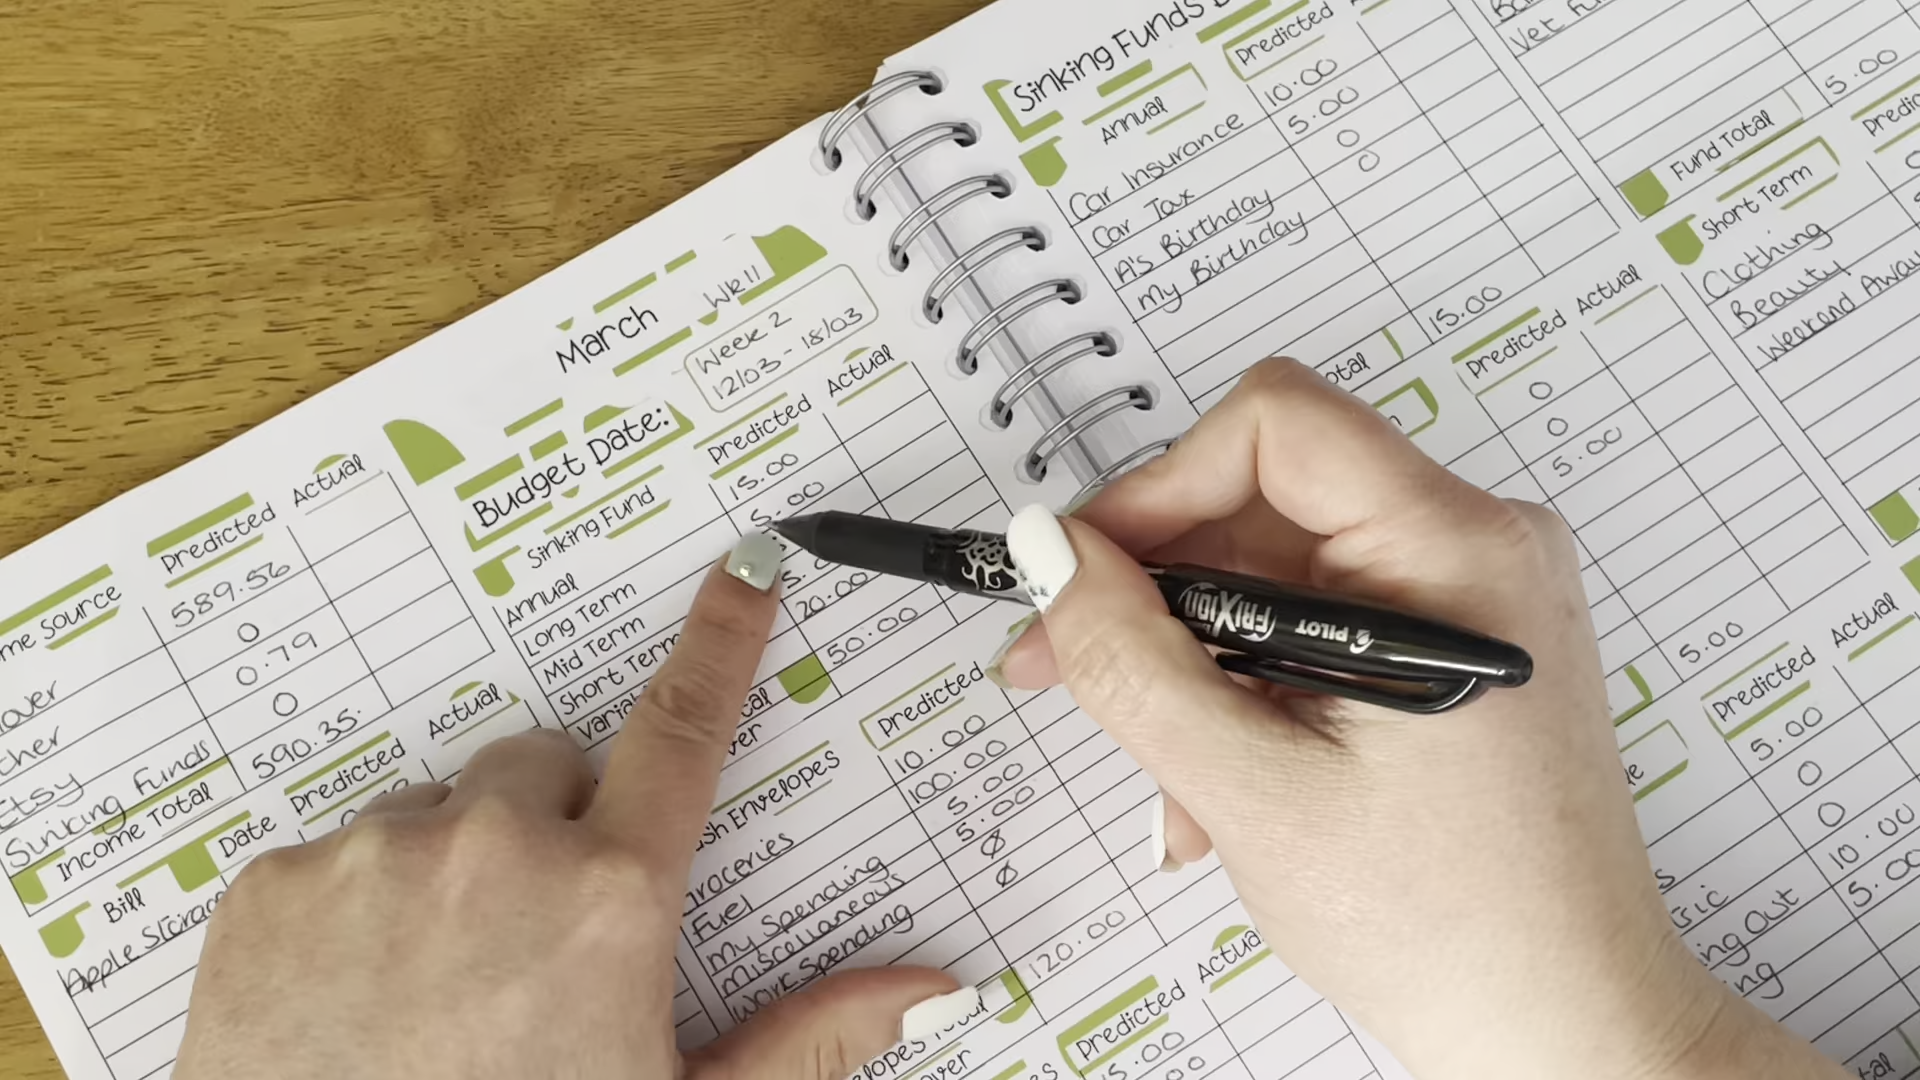 March
Wk11
Week 2
12/03 - 18/03
Budget Date:
Predicted
Actual
589.56
0
0.79
0
Etsy
Sinking Funds
Income Total
590.35
Bill
Date
Predicted
Actual
Apple Storage
Sinking Fund
Predicted
Actual
Annual
15.00
Long Term
5.00
Mid Term
Short Term
20.00
50.00
Predicted
10.00
Groceries
100.00
Fuel
5.00
My Spending
5.00
Miscellaneous
Ø
Work Spending
Ø
120.00
Predicted
Actual
15.00
Sinking Funds
Annual
Predicted
Car Insurance
10.00
Car Tax
5.00
A's Birthday
0
My Birthday
0
15.00
Predicted
Actual
0
0
5.00
5.00
Vet
5.00
Fund Total
Short Term
Clothing
Beauty
Weekend Away
Predicted
Actual
5.00
0
0
10.00
5.00
Out
PILOT
FRIXION